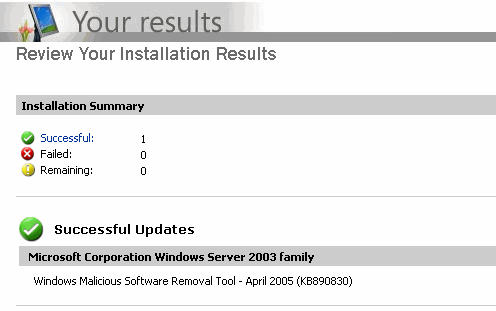 Your results
Review Your Installation Results
Installation Summary
Successful: 1
Failed: 0
Remaining: 0
Successful Updates
Microsoft Corporation Windows Server 2003 family
Windows Malicious Software Removal Tool - April 2005 (KB890830)